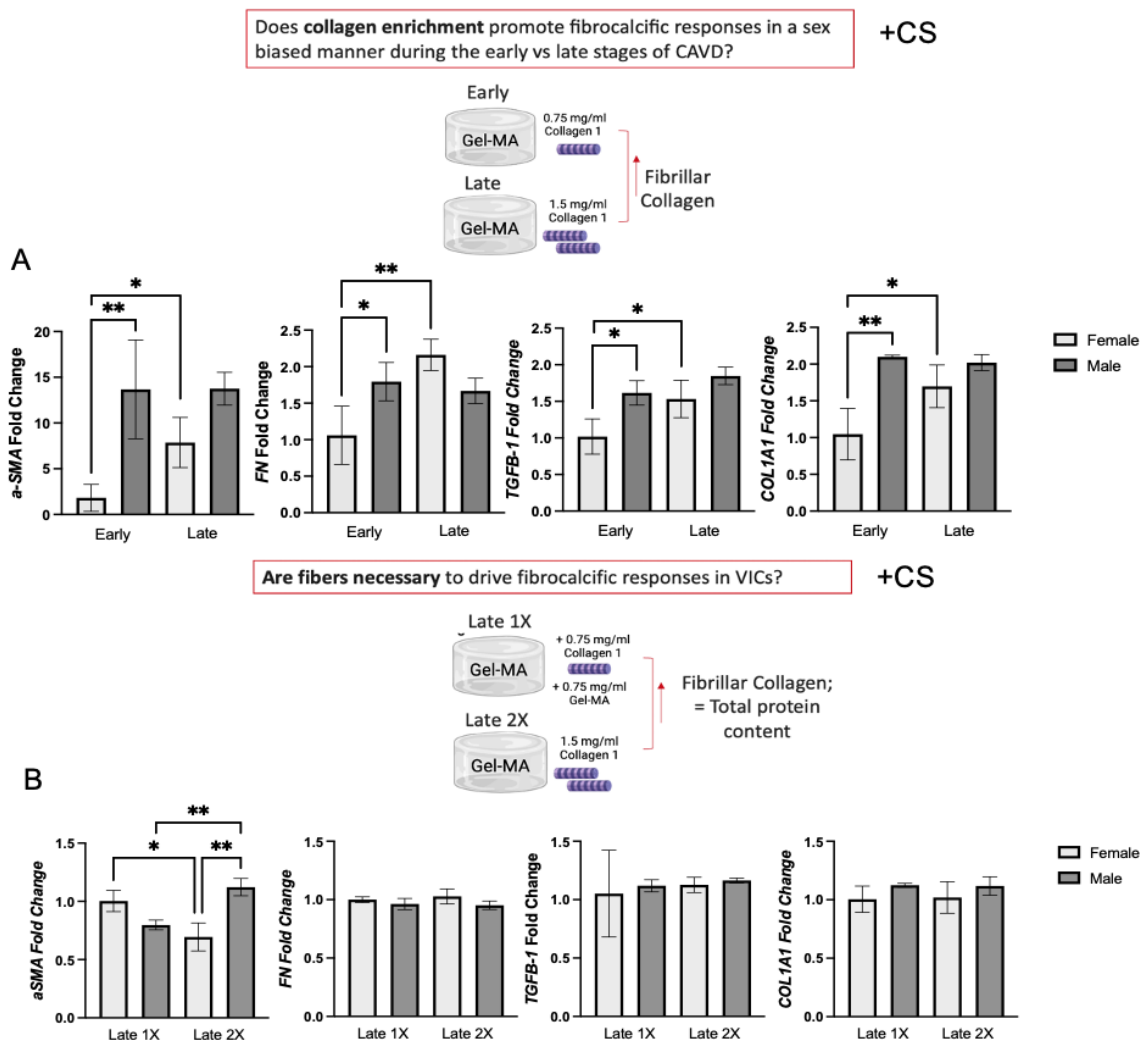 Does collagen enrichment promote fibrocalcific responses in a sex
biased manner during the early vs late stages of CAVD?
+CS
Early
Gel-MA
0.75 mg/ml
Collagen 1
Late
Gel-MA
1.5 mg/ml
Collagen 1
Fibrillar
Collagen
A
a-SMA Fold Change
20
15
10
5
0
*
**
Early
Late
FN Fold Change
2.5
2.0
1.5
1.0
0.5
0.0
**
*
Early
Late
TGFB-1 Fold Change
2.5
2.0
1.5
1.0
0.5
0.0
*
*
Early
Late
COL1A1 Fold Change
2.5
2.0
1.5
1.0
0.5
0.0
*
**
Early
Late
Female
Male
Are fibers necessary to drive fibrocalcific responses in VICs?
+CS
Late 1X
Gel-MA
+ 0.75 mg/ml
Collagen 1
+ 0.75 mg/ml
Gel-MA
Late 2X
Gel-MA
1.5 mg/ml
Collagen 1
Fibrillar Collagen;
= Total protein
content
B
aSMA Fold Change
1.5
1.0
0.5
0.0
**
*
**
Late 1X
Late 2X
FN Fold Change
1.5
1.0
0.5
0.0
Late 1X
Late 2X
TGFB-1 Fold Change
1.5
1.0
0.5
0.0
Late 1X
Late 2X
COL1A1 Fold Change
1.5
1.0
0.5
0.0
Late 1X
Late 2X
Female
Male